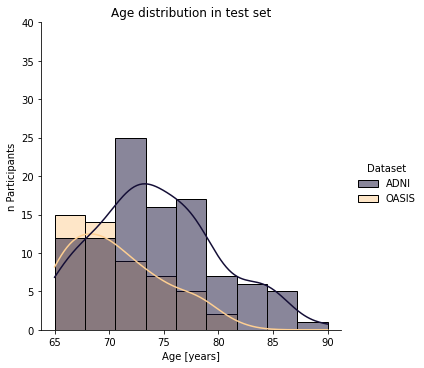 Age distribution in test set
40
35
30
25
20
15
10
5
0
n Participants
65 70 75 80 85 90
Age [years]
Dataset
ADNI
OASIS